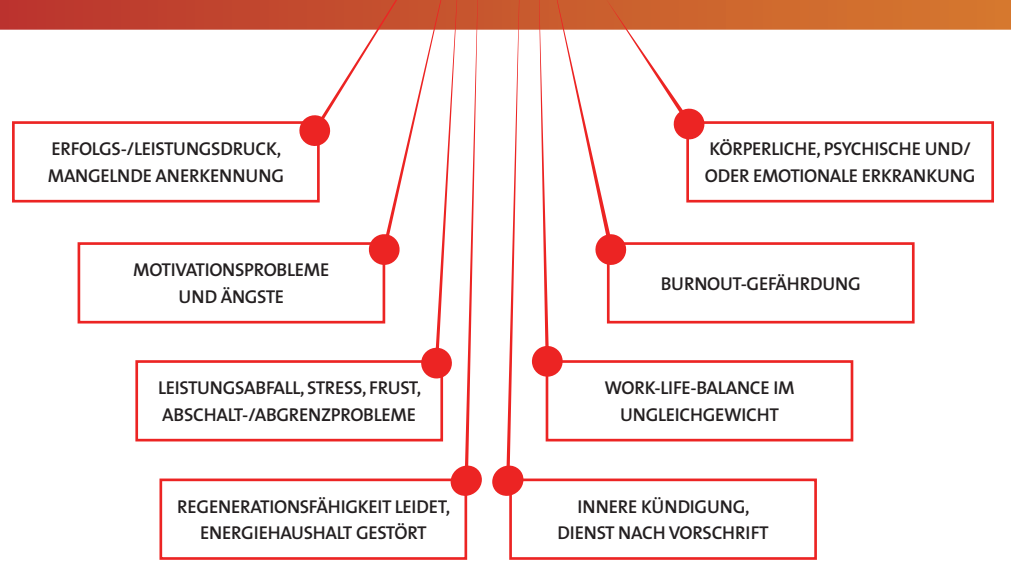 ERFOLGS-/LEISTUNGSDRUCK,
MANGELNDE ANERKENNUNG
KÖRPERLICHE, PSYCHISCHE UND/
ODER EMOTIONALE ERKRANKUNG
MOTIVATIONSPROBLEME
UND ÄNGSTE
BURNOUT-GEFÄHRDUNG
LEISTUNGSABFALL, STRESS, FRUST,
ABSCHALT-/ABGRENZPROBLEME
WORK-LIFE-BALANCE IM
UNGLEICHGEWICHT
REGENERATIONSFÄHIGKEIT LEIDET,
ENERGIEHAUSHALT GESTÖRT
INNERE KÜNDIGUNG,
DIENST NACH VORSCHRIFT